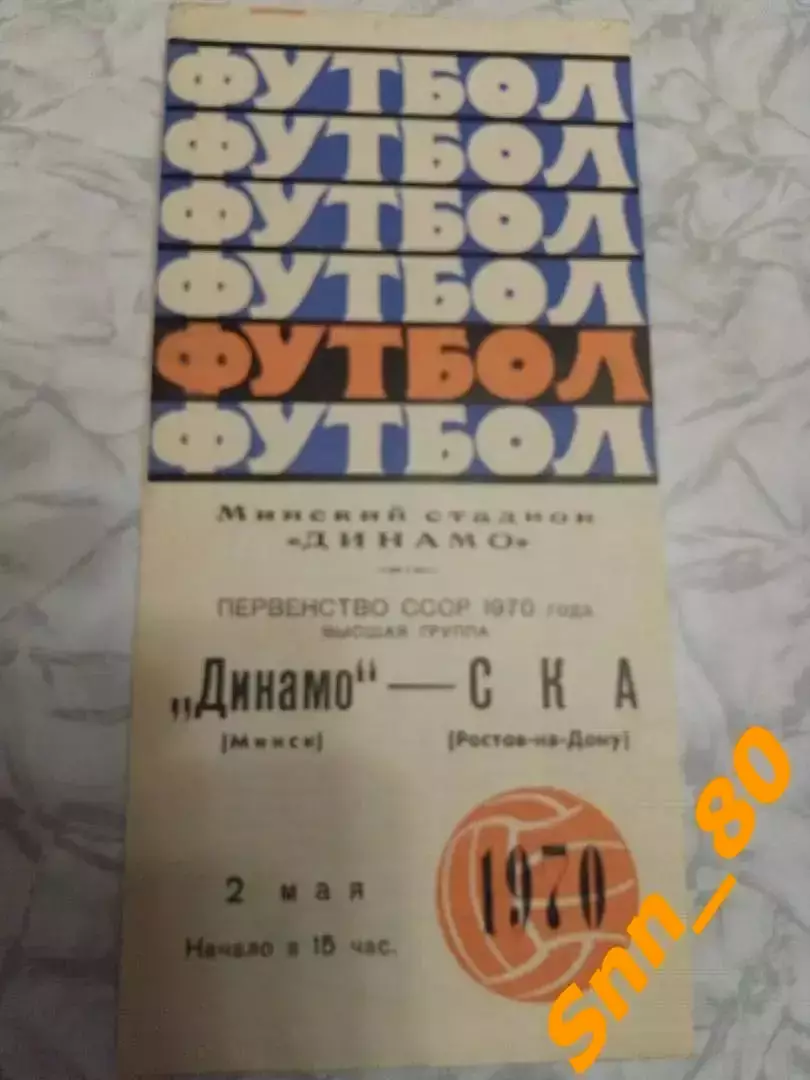 ФУТБОЛ
ФУТБОЛ
ФУТБОЛ
ФУТБОЛ
ФУТБОЛ
ФУТБОЛ
Минский стадион
«ДИНАМО»
ПЕРВЕНСТВО СССР 1970 ГОДА
ВЫСШАЯ ГРУППА
„Динамо“ — СКА
(Минск) (Ростов-на-Дону)
2 мая
1970
Начало в 15 час.
Snn_80